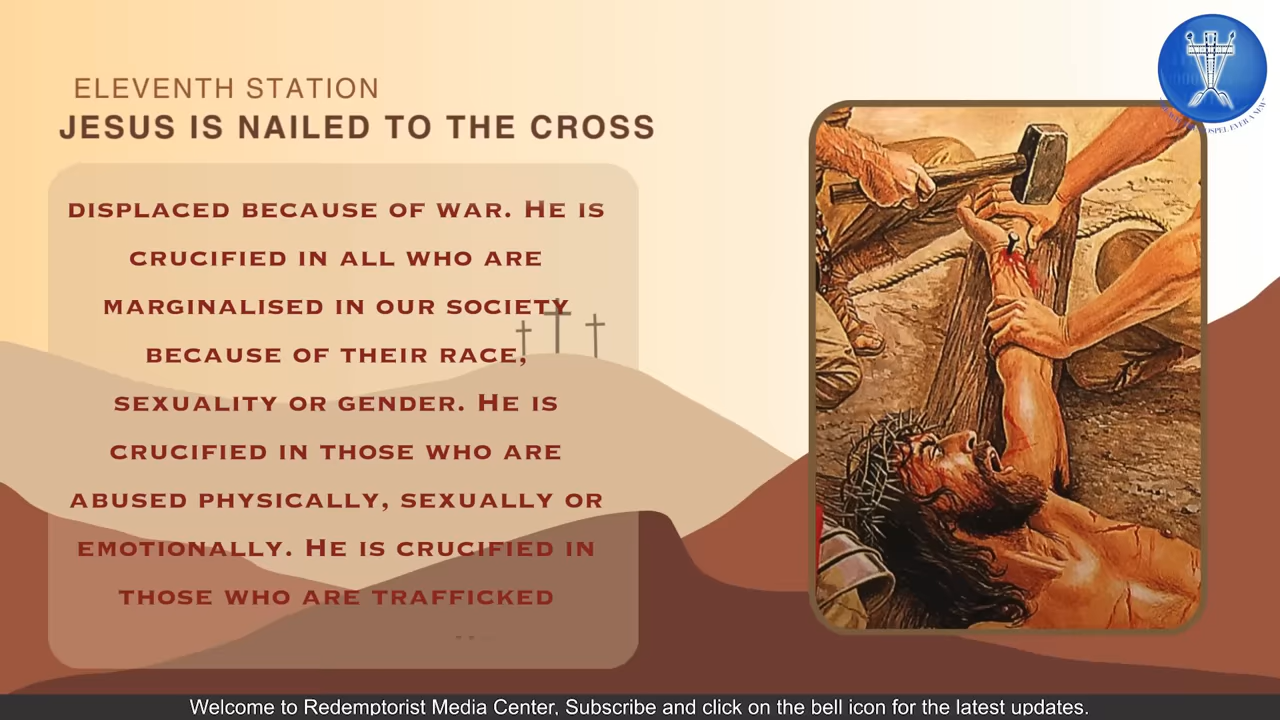 ELEVENTH STATION
JESUS IS NAILED TO THE CROSS
DISPLACED BECAUSE OF WAR. HE IS
CRUCIFIED IN ALL WHO ARE
MARGINALISED IN OUR SOCIETY
BECAUSE OF THEIR RACE,
SEXUALITY OR GENDER. HE IS
CRUCIFIED IN THOSE WHO ARE
ABUSED PHYSICALLY, SEXUALLY OR
EMOTIONALLY. HE IS CRUCIFIED IN
THOSE WHO ARE TRAFFICKED
Welcome to Redemptorist Media Center, Subscribe and click on the bell icon for the latest updates.